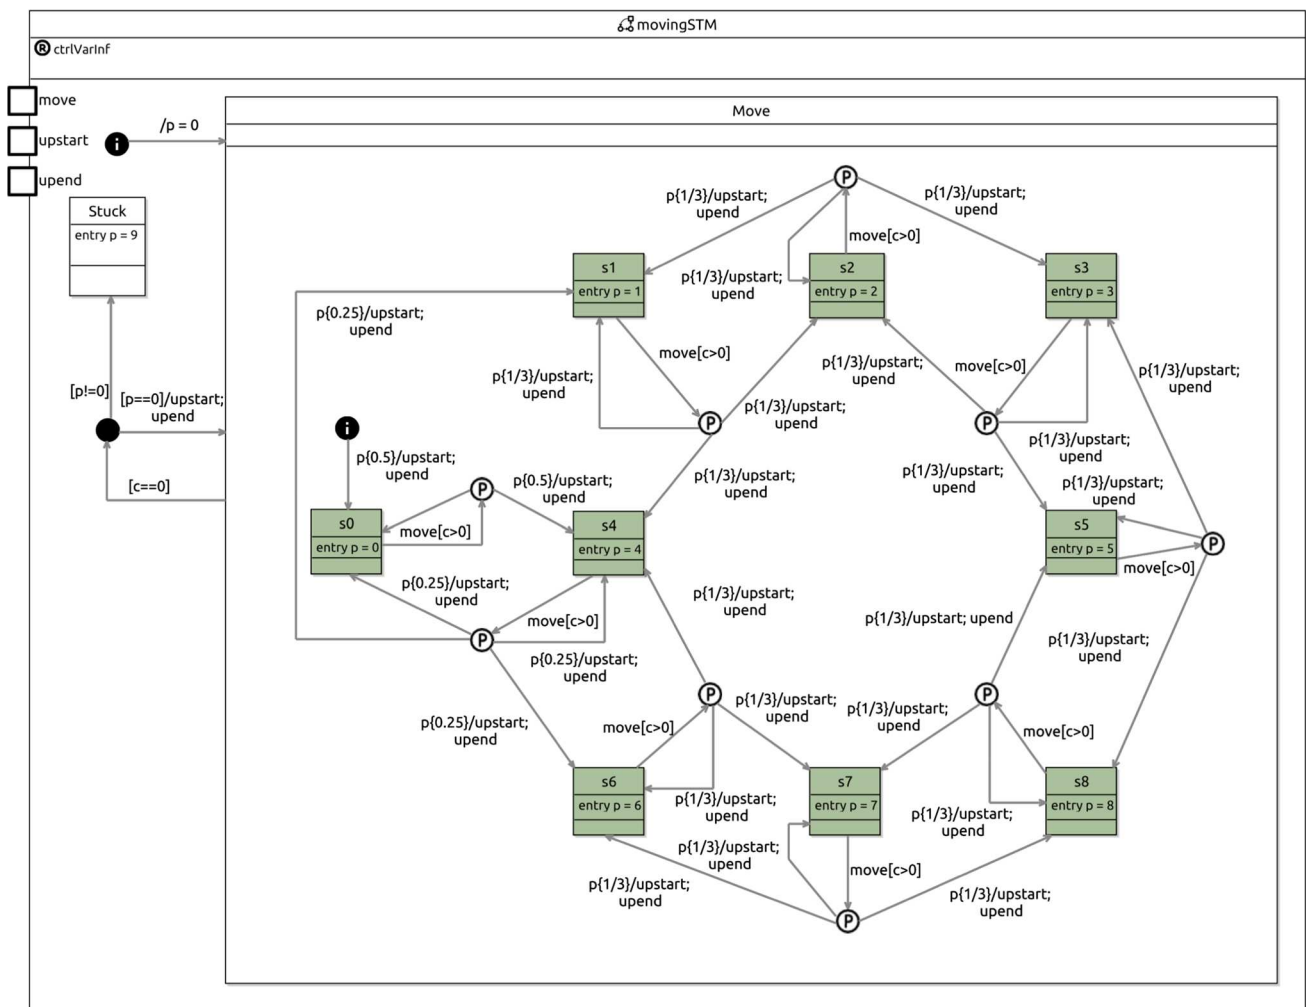 movingSTM
R ctrlVarInf
move
upstart
upend
i
/p = 0
Move
Stuck
entry p = 9
[p!=0]
[p==0]/upstart;
upend
[c==0]
P
p{1/3}/upstart;
upend
p{1/3}/upstart;
upend
move[c>0]
p{1/3}/upstart;
upend
s1
entry p = 1
s2
entry p = 2
s3
entry p = 3
p{0.25}/upstart;
upend
move[c>0]
p{1/3}/upstart;
upend
p{1/3}/upstart;
upend
move[c>0]
p{1/3}/upstart;
upend
p{1/3}/upstart;
upend
P
P
i
p{0.5}/upstart;
upend
P
p{0.5}/upstart;
upend
p{1/3}/upstart;
upend
p{1/3}/upstart;
upend
p{1/3}/upstart;
upend
p{1/3}/upstart;
upend
s0
entry p = 0
move[c>0]
s4
entry p = 4
s5
entry p = 5
P
move[c>0]
p{0.25}/upstart;
upend
move[c>0]
P
p{1/3}/upstart;
upend
p{1/3}/upstart; upend
p{1/3}/upstart;
upend
p{0.25}/upstart;
upend
p{0.25}/upstart;
upend
P
P
p{1/3}/upstart;
upend
p{1/3}/upstart;
upend
move[c>0]
move[c>0]
s6
entry p = 6
s7
entry p = 7
s8
entry p = 8
p{1/3}/upstart;
upend
p{1/3}/upstart;
upend
p{1/3}/upstart;
upend
move[c>0]
p{1/3}/upstart;
upend
p{1/3}/upstart;
upend
P